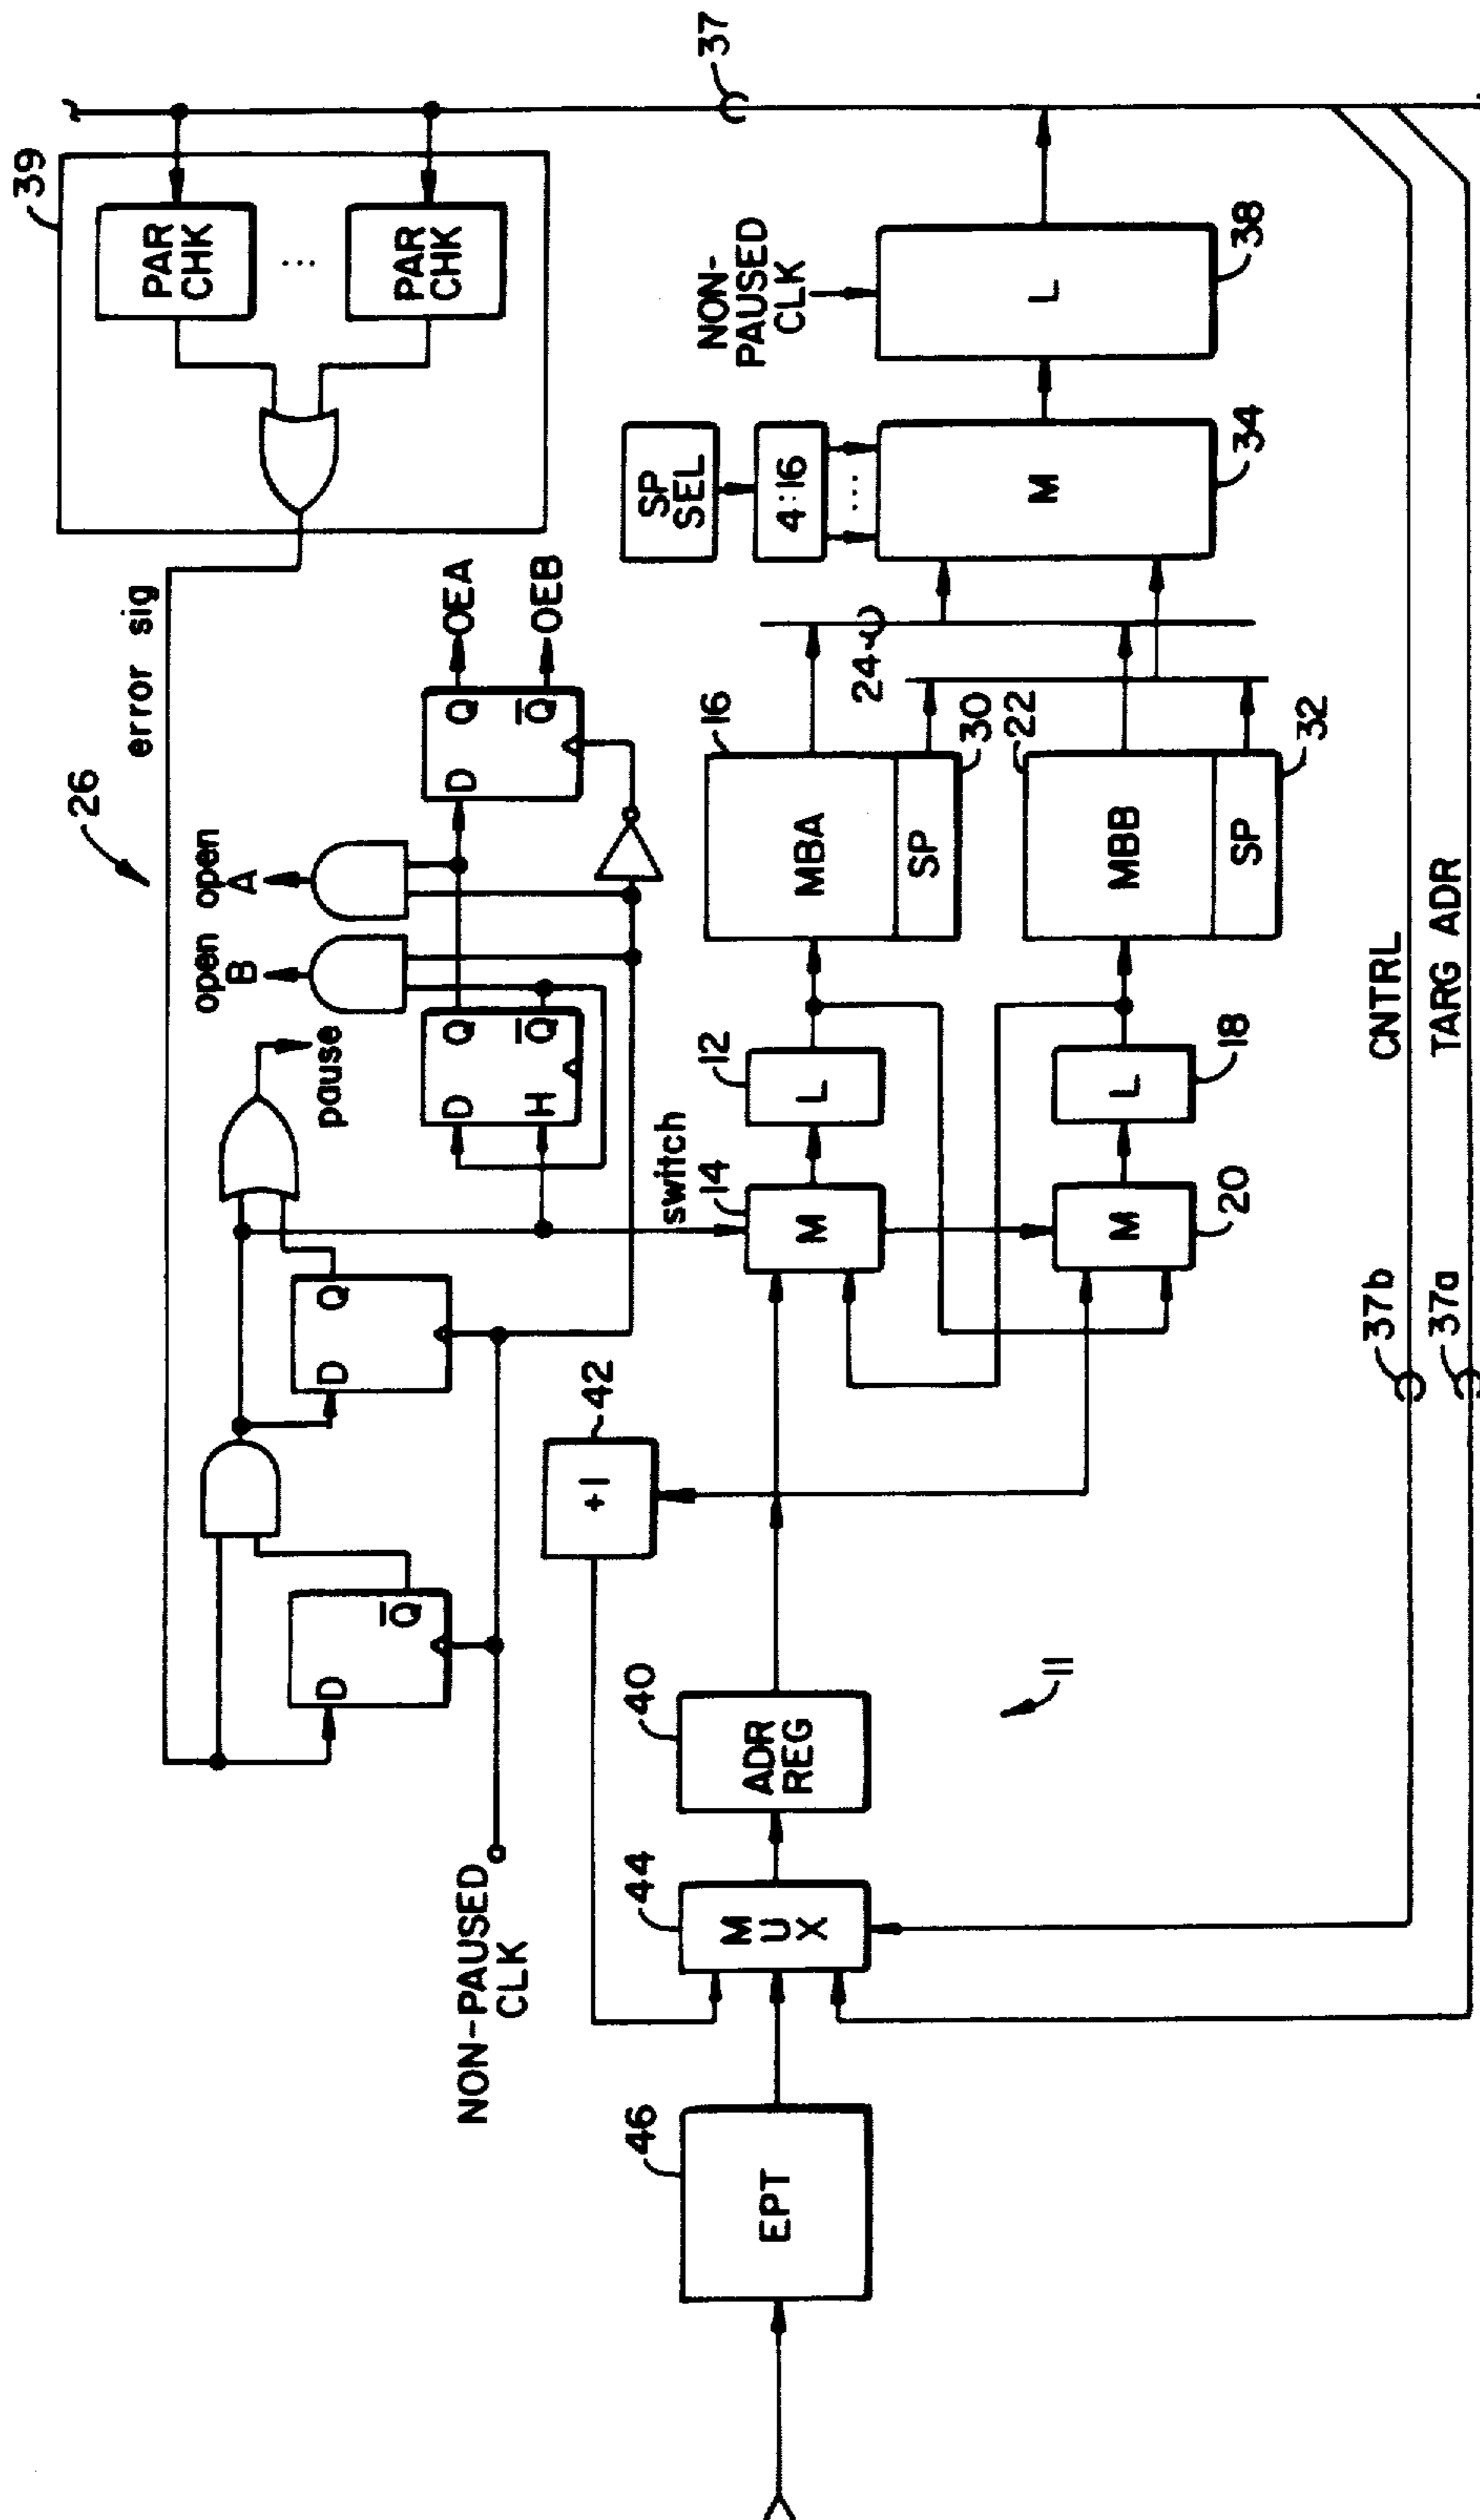 39
PAR
CHK
...
PAR
CHK
37
error sig
26
open
B
open
A
pause
D
Q̅
D
Q
D
Q
H
Q̅
D
Q
Q̅
OEA
OEB
NON-PAUSED
CLK
switch
SP
SEL
4:16
...
NON-
PAUSED
CLK
46
EPT
44
M
U
X
40
ADR
REG
42
+1
14
M
12
L
16
MBA
SP
30
24
M
34
L
38
20
M
18
L
22
MBB
SP
32
11
37b
CNTRL
37a
TARG ADR